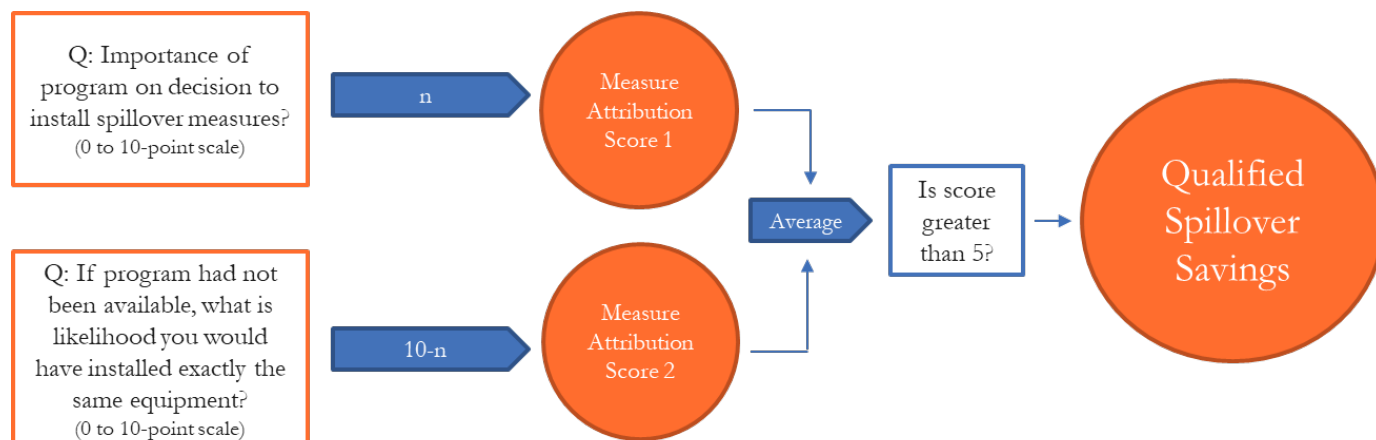 Q: Importance of
program on decision to
install spillover measures?
(0 to 10-point scale)
n
Measure
Attribution
Score 1
Q: If program had not
been available, what is
likelihood you would
have installed exactly the
same equipment?
(0 to 10-point scale)
10-n
Measure
Attribution
Score 2
Average
Is score
greater
than 5?
Qualified
Spillover
Savings